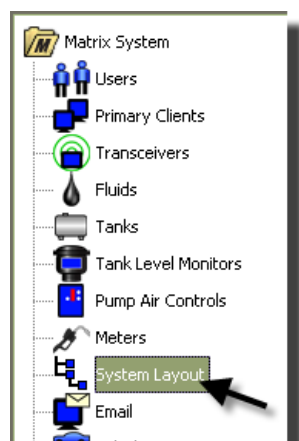 Matrix System
Users
Primary Clients
Transceivers
Fluids
Tanks
Tank Level Monitors
Pump Air Controls
Meters
System Layout
Email